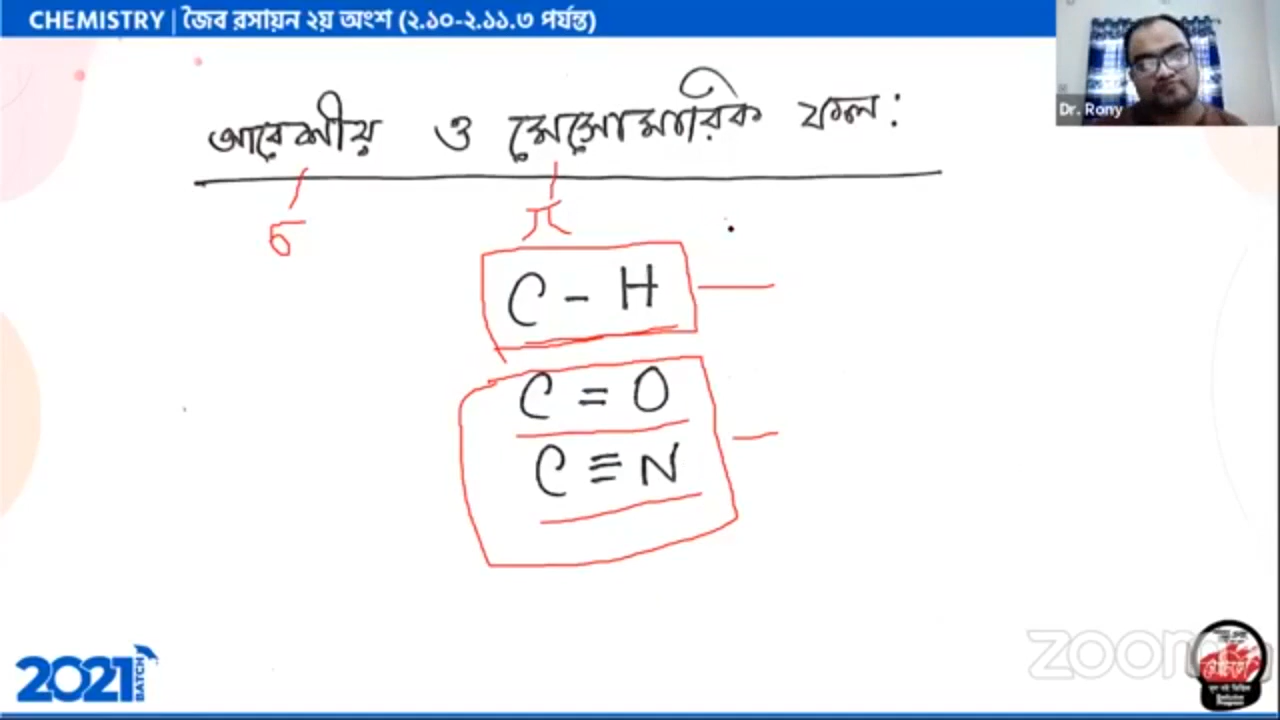 CHEMISTRY | জৈব রসায়ন ২য় অংশ (২.১০-২.১১.৩ পর্যন্ত)
Dr. Rony
আবেশীয় ও মেসোমারিক ফল:
σ π
C - H
C = O
C ≡ N
2021 BATCH
zoom